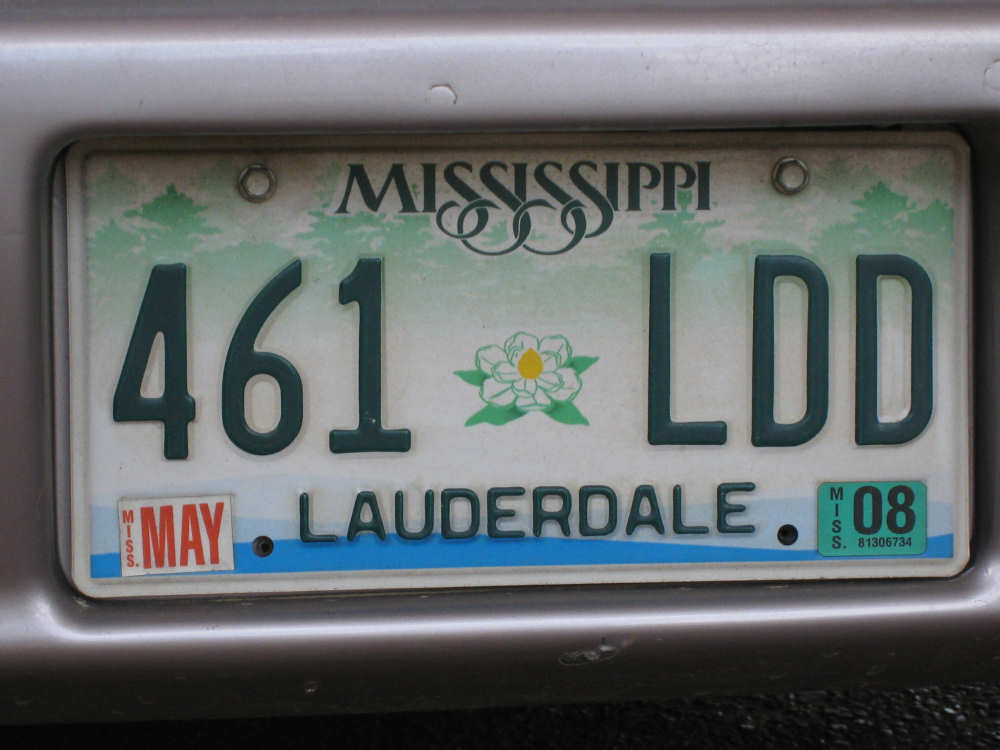 MISSISSIPPI
461 LDD
LAUDERDALE
MISS. MAY
MISS. 08
81306734